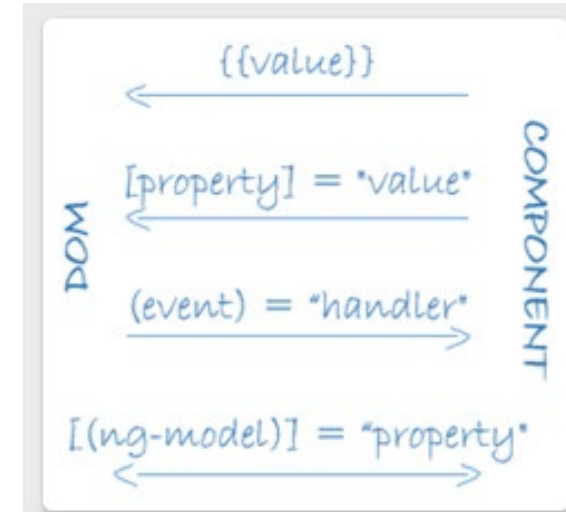 {{value}}
[property] = "value"
DOM
COMPONENT
(event) = "handler"
[(ng-model)] = "property"